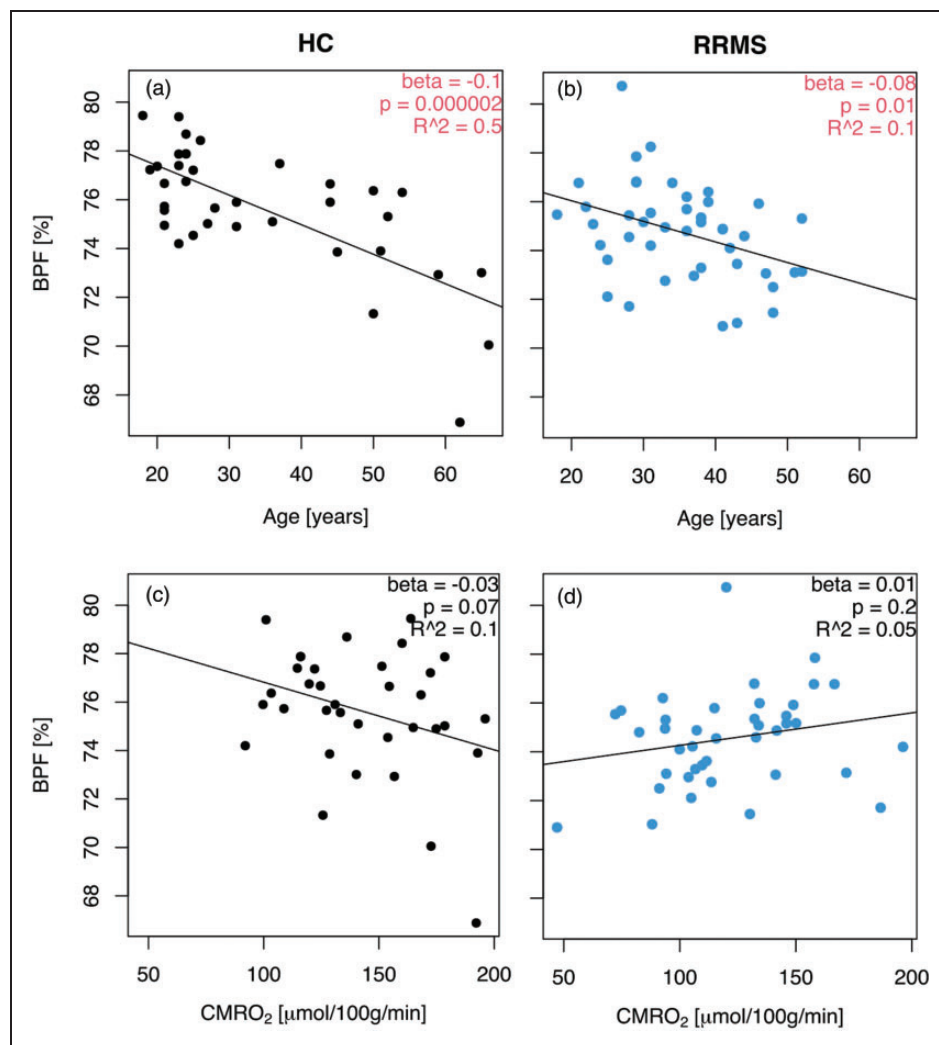 HC
RRMS
(a)
beta = -0.1
p = 0.000002
R^2 = 0.5
(b)
beta = -0.08
p = 0.01
R^2 = 0.1
BPF [%]
80
78
76
74
72
70
68
20 30 40 50 60
20 30 40 50 60
Age [years]
Age [years]
(c)
beta = -0.03
p = 0.07
R^2 = 0.1
(d)
beta = 0.01
p = 0.2
R^2 = 0.05
BPF [%]
80
78
76
74
72
70
68
50 100 150 200
50 100 150 200
CMRO₂ [μmol/100g/min]
CMRO₂ [μmol/100g/min]